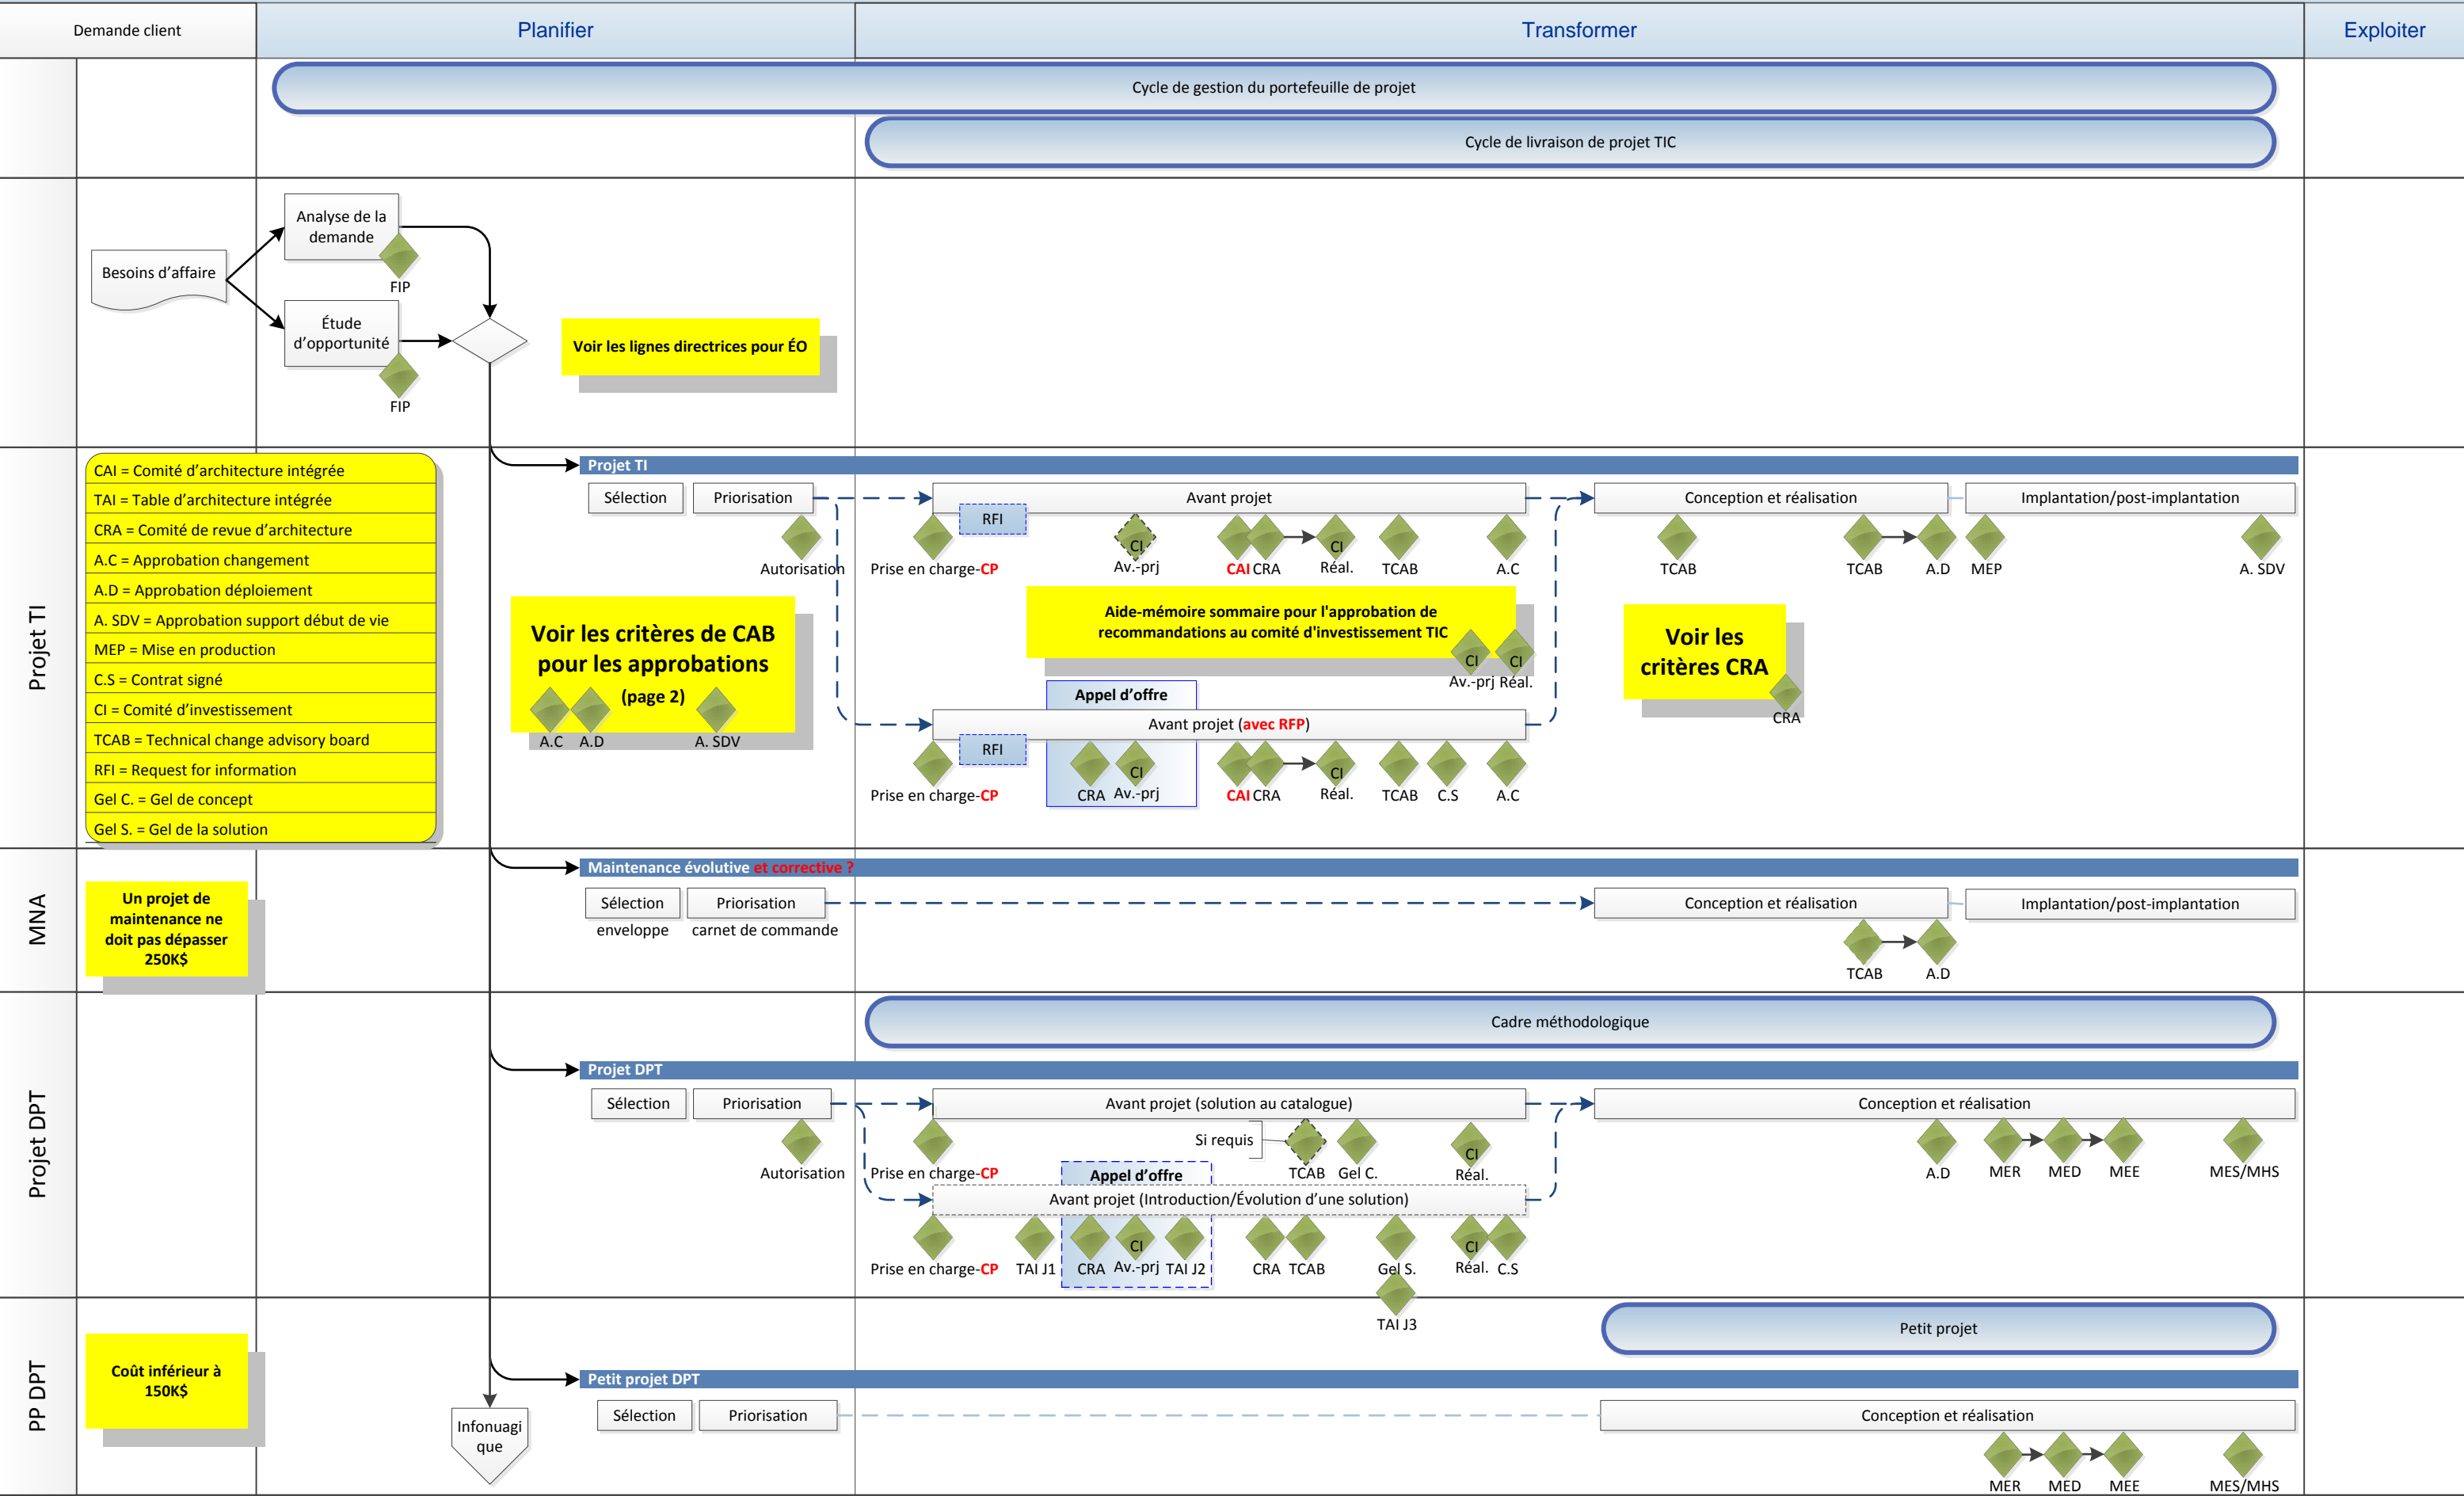 Demande client
Planifier
Transformer
Exploiter
Cycle de gestion du portefeuille de projet
Cycle de livraison de projet TIC
Besoins d’affaire
Analyse de la
demande
FIP
Étude
d’opportunité
FIP
Voir les lignes directrices pour ÉO
Projet TI
CAI = Comité d’architecture intégrée
TAI = Table d’architecture intégrée
CRA = Comité de revue d’architecture
A.C = Approbation changement
A.D = Approbation déploiement
A. SDV = Approbation support début de vie
MEP = Mise en production
C.S = Contrat signé
CI = Comité d’investissement
TCAB = Technical change advisory board
RFI = Request for information
Gel C. = Gel de concept
Gel S. = Gel de la solution
Projet TI
Sélection
Priorisation
Avant projet
Conception et réalisation
Implantation/post-implantation
RFI
CI
CI
Autorisation
Prise en charge-CP
Av.-prj
CAI
CRA
Réal.
TCAB
A.C
TCAB
TCAB
A.D
MEP
A. SDV
Voir les critères de CAB
pour les approbations
(page 2)
A.C
A.D
A. SDV
Aide-mémoire sommaire pour l'approbation de
recommandations au comité d'investissement TIC
CI
CI
Av.-prj
Réal.
Voir les
critères CRA
CRA
Appel d’offre
Avant projet (avec RFP)
RFI
CI
CI
Prise en charge-CP
CRA
Av.-prj
CAI
CRA
Réal.
TCAB
C.S
A.C
MNA
Un projet de
maintenance ne
doit pas dépasser
250K$
Maintenance évolutive et corrective ?
Sélection
Priorisation
Conception et réalisation
Implantation/post-implantation
enveloppe
carnet de commande
TCAB
A.D
Projet DPT
Cadre méthodologique
Projet DPT
Sélection
Priorisation
Avant projet (solution au catalogue)
Conception et réalisation
Si requis
CI
Autorisation
Prise en charge-CP
TCAB
Gel C.
Réal.
A.D
MER
MED
MEE
MES/MHS
Appel d’offre
Avant projet (Introduction/Évolution d’une solution)
CI
CI
Prise en charge-CP
TAI J1
CRA
Av.-prj
TAI J2
CRA
TCAB
Gel S.
Réal.
C.S
TAI J3
PP DPT
Coût inférieur à
150K$
Petit projet
Petit projet DPT
Infonuagi
que
Sélection
Priorisation
Conception et réalisation
MER
MED
MEE
MES/MHS